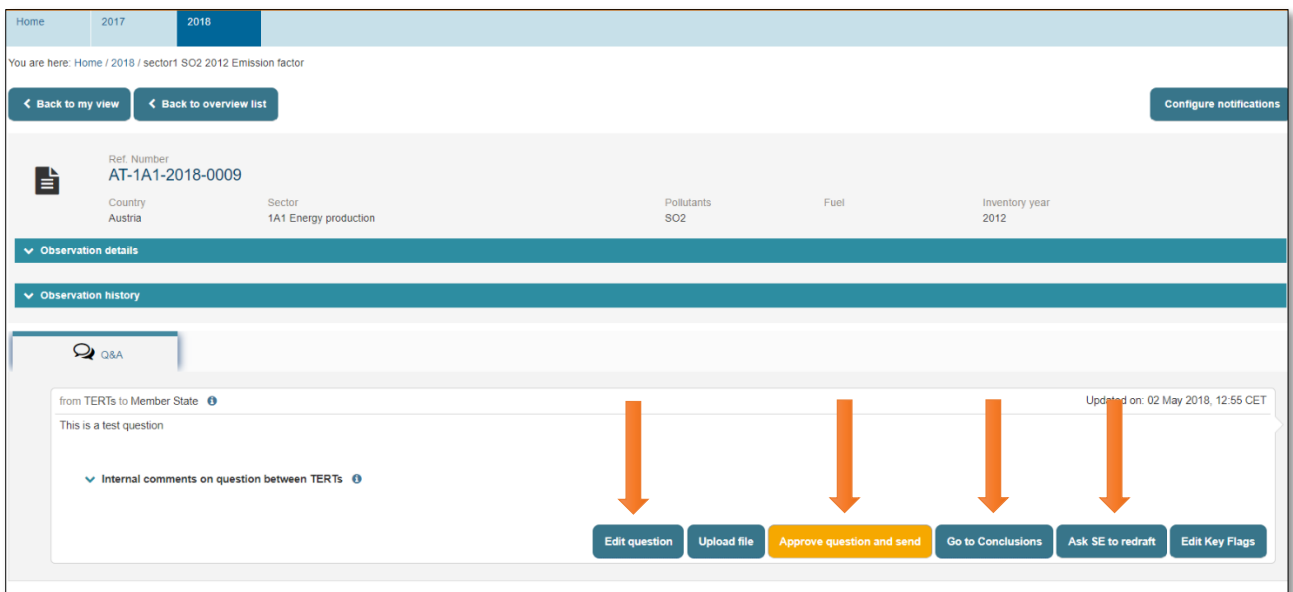 Home 2017 2018
You are here: Home / 2018 / sector1 SO2 2012 Emission factor
Back to my view Back to overview list Configure notifications
Ref. Number
AT-1A1-2018-0009
Country Sector Pollutants Fuel Inventory year
Austria 1A1 Energy production SO2 2012
Observation details
Observation history
Q&A
from TERTs to Member State Updated on: 02 May 2018, 12:55 CET
This is a test question
Internal comments on question between TERTs
Edit question Upload file Approve question and send Go to Conclusions Ask SE to redraft Edit Key Flags